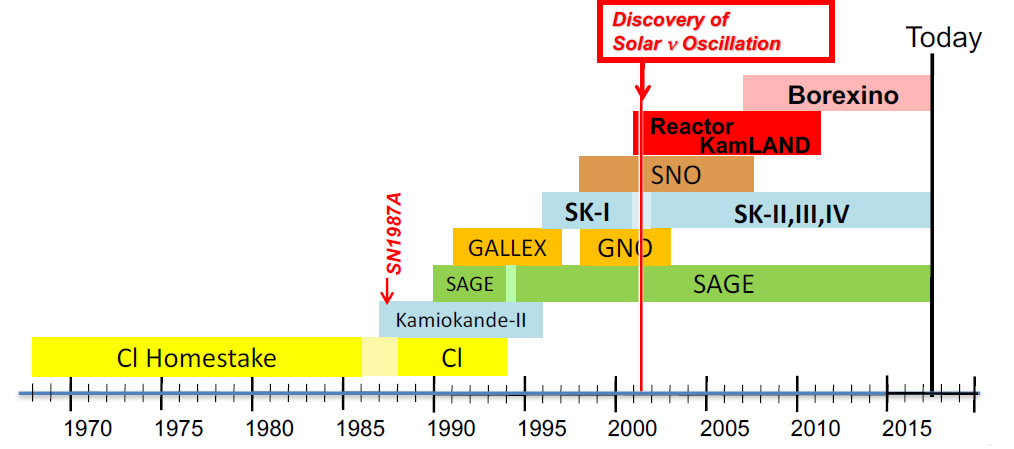 Discovery of
Solar ν Oscillation
Today
Borexino
Reactor
KamLAND
SNO
SK-I
SK-II,III,IV
SN1987A
GALLEX
GNO
SAGE
SAGE
Kamiokande-II
Cl Homestake
Cl
1970 1975 1980 1985 1990 1995 2000 2005 2010 2015